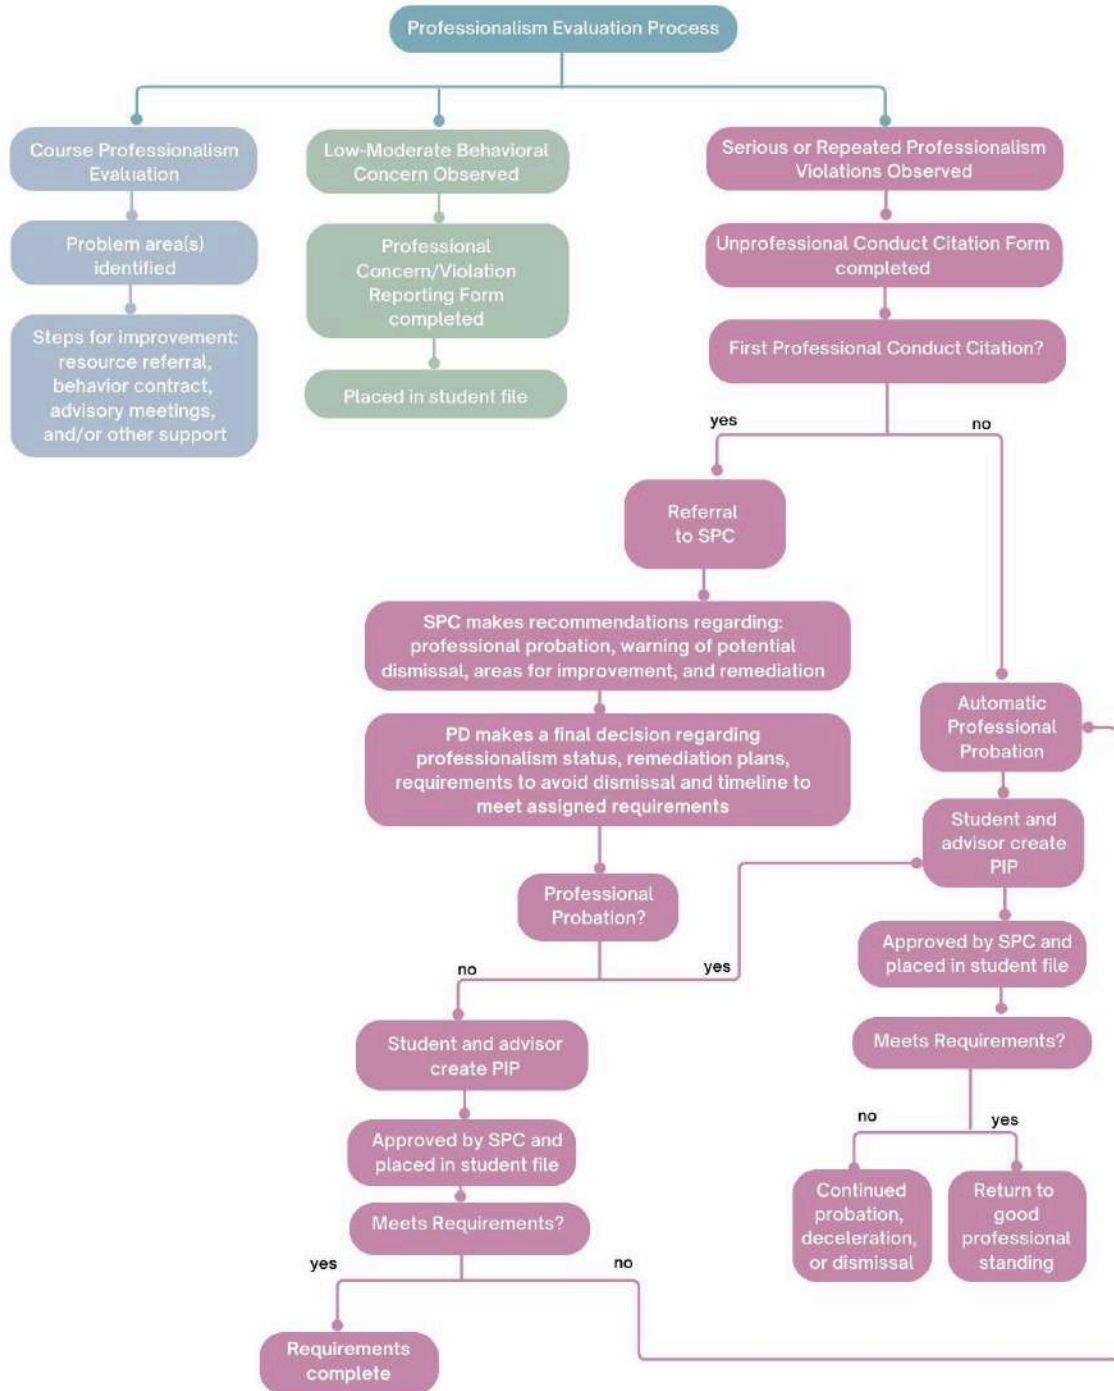 Professionalism Evaluation Process
Course Professionalism
Evaluation
Problem area(s)
identified
Steps for improvement:
resource referral,
behavior contract,
advisory meetings,
and/or other support
Low-Moderate Behavioral
Concern Observed
Professional
Concern/Violation
Reporting Form
completed
Placed in student file
Serious or Repeated Professionalism
Violations Observed
Unprofessional Conduct Citation Form
completed
First Professional Conduct Citation?
yes
no
Referral
to SPC
SPC makes recommendations regarding:
professional probation, warning of potential
dismissal, areas for improvement, and remediation
PD makes a final decision regarding
professionalism status, remediation plans,
requirements to avoid dismissal and timeline to
meet assigned requirements
Professional
Probation?
no
yes
Student and advisor
create PIP
Approved by SPC and
placed in student file
Meets Requirements?
yes
no
Requirements
complete
Automatic
Professional
Probation
Student and
advisor create
PIP
Approved by SPC and
placed in student file
Meets Requirements?
no
yes
Continued
probation,
deceleration,
or dismissal
Return to
good
professional
standing